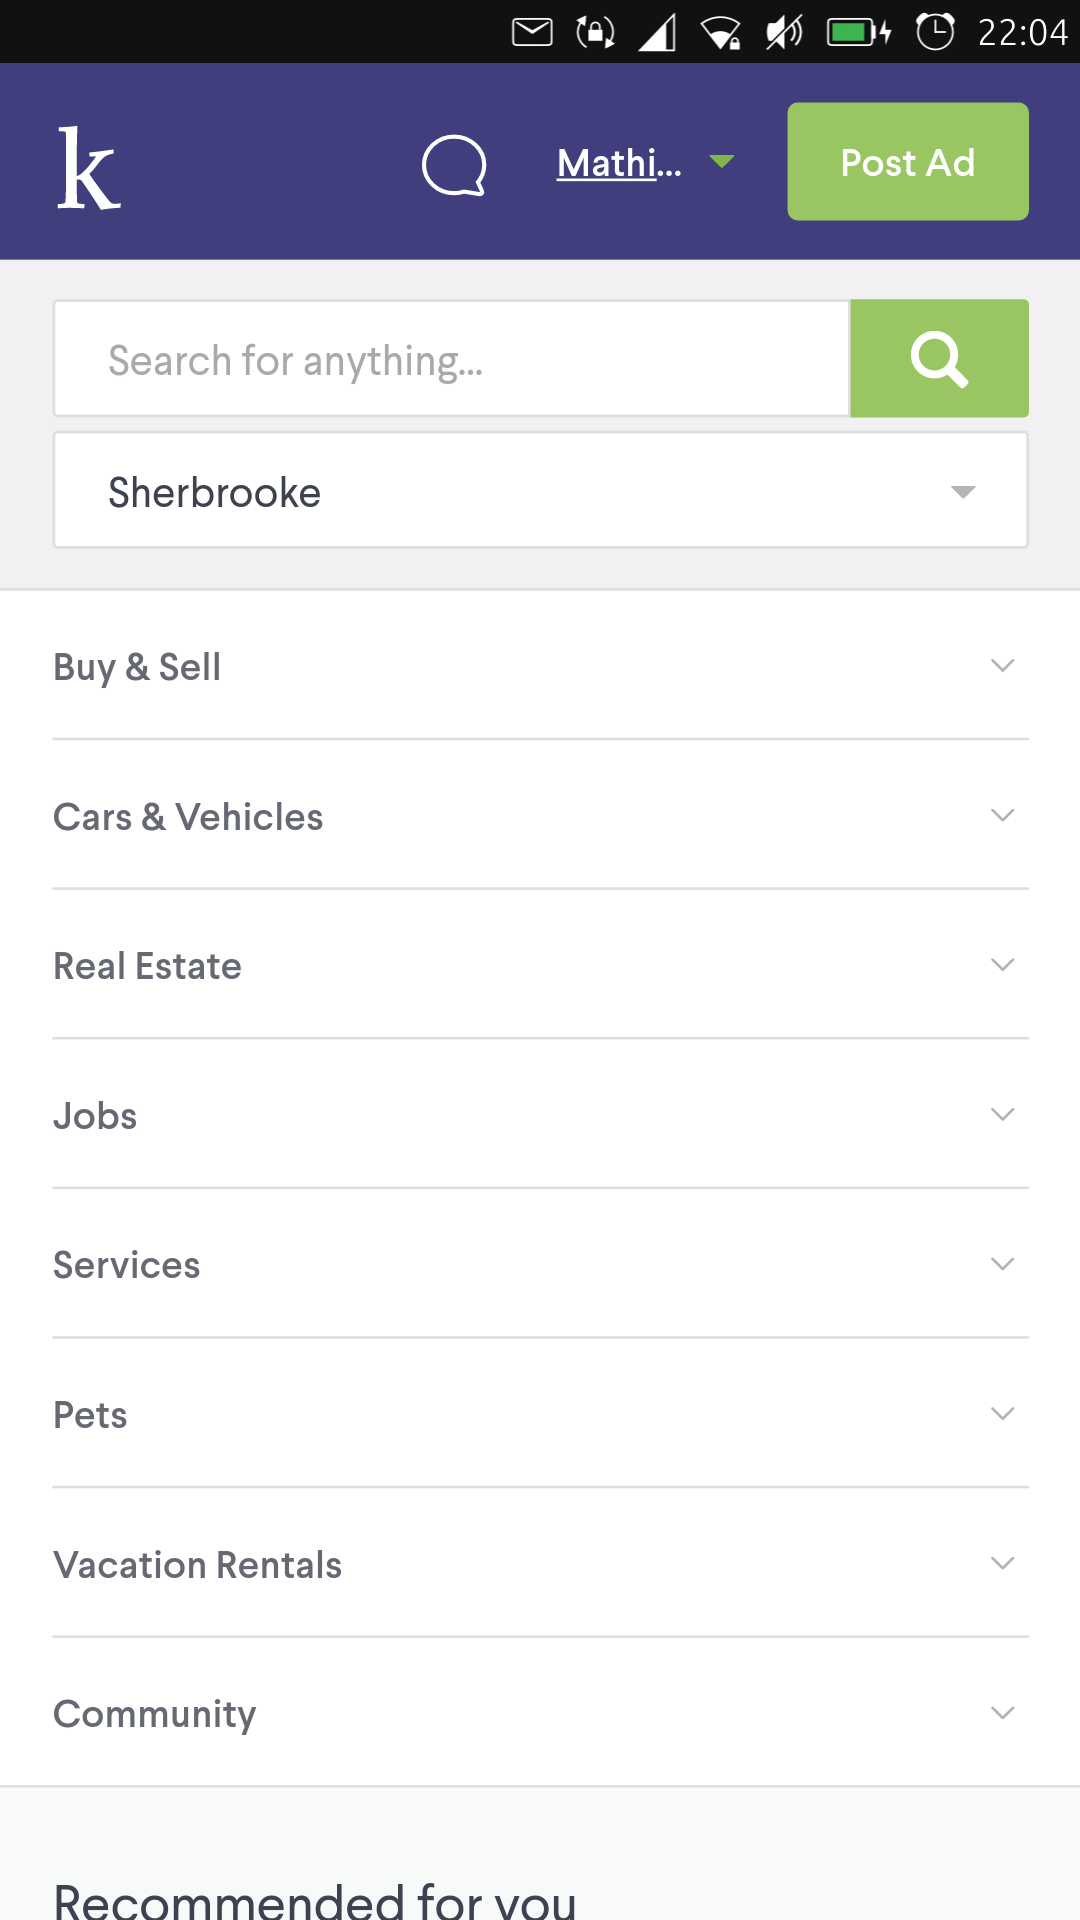 22:04
k
Mathi...
Post Ad
Search for anything...
Sherbrooke
Buy & Sell
Cars & Vehicles
Real Estate
Jobs
Services
Pets
Vacation Rentals
Community
Recommended for you